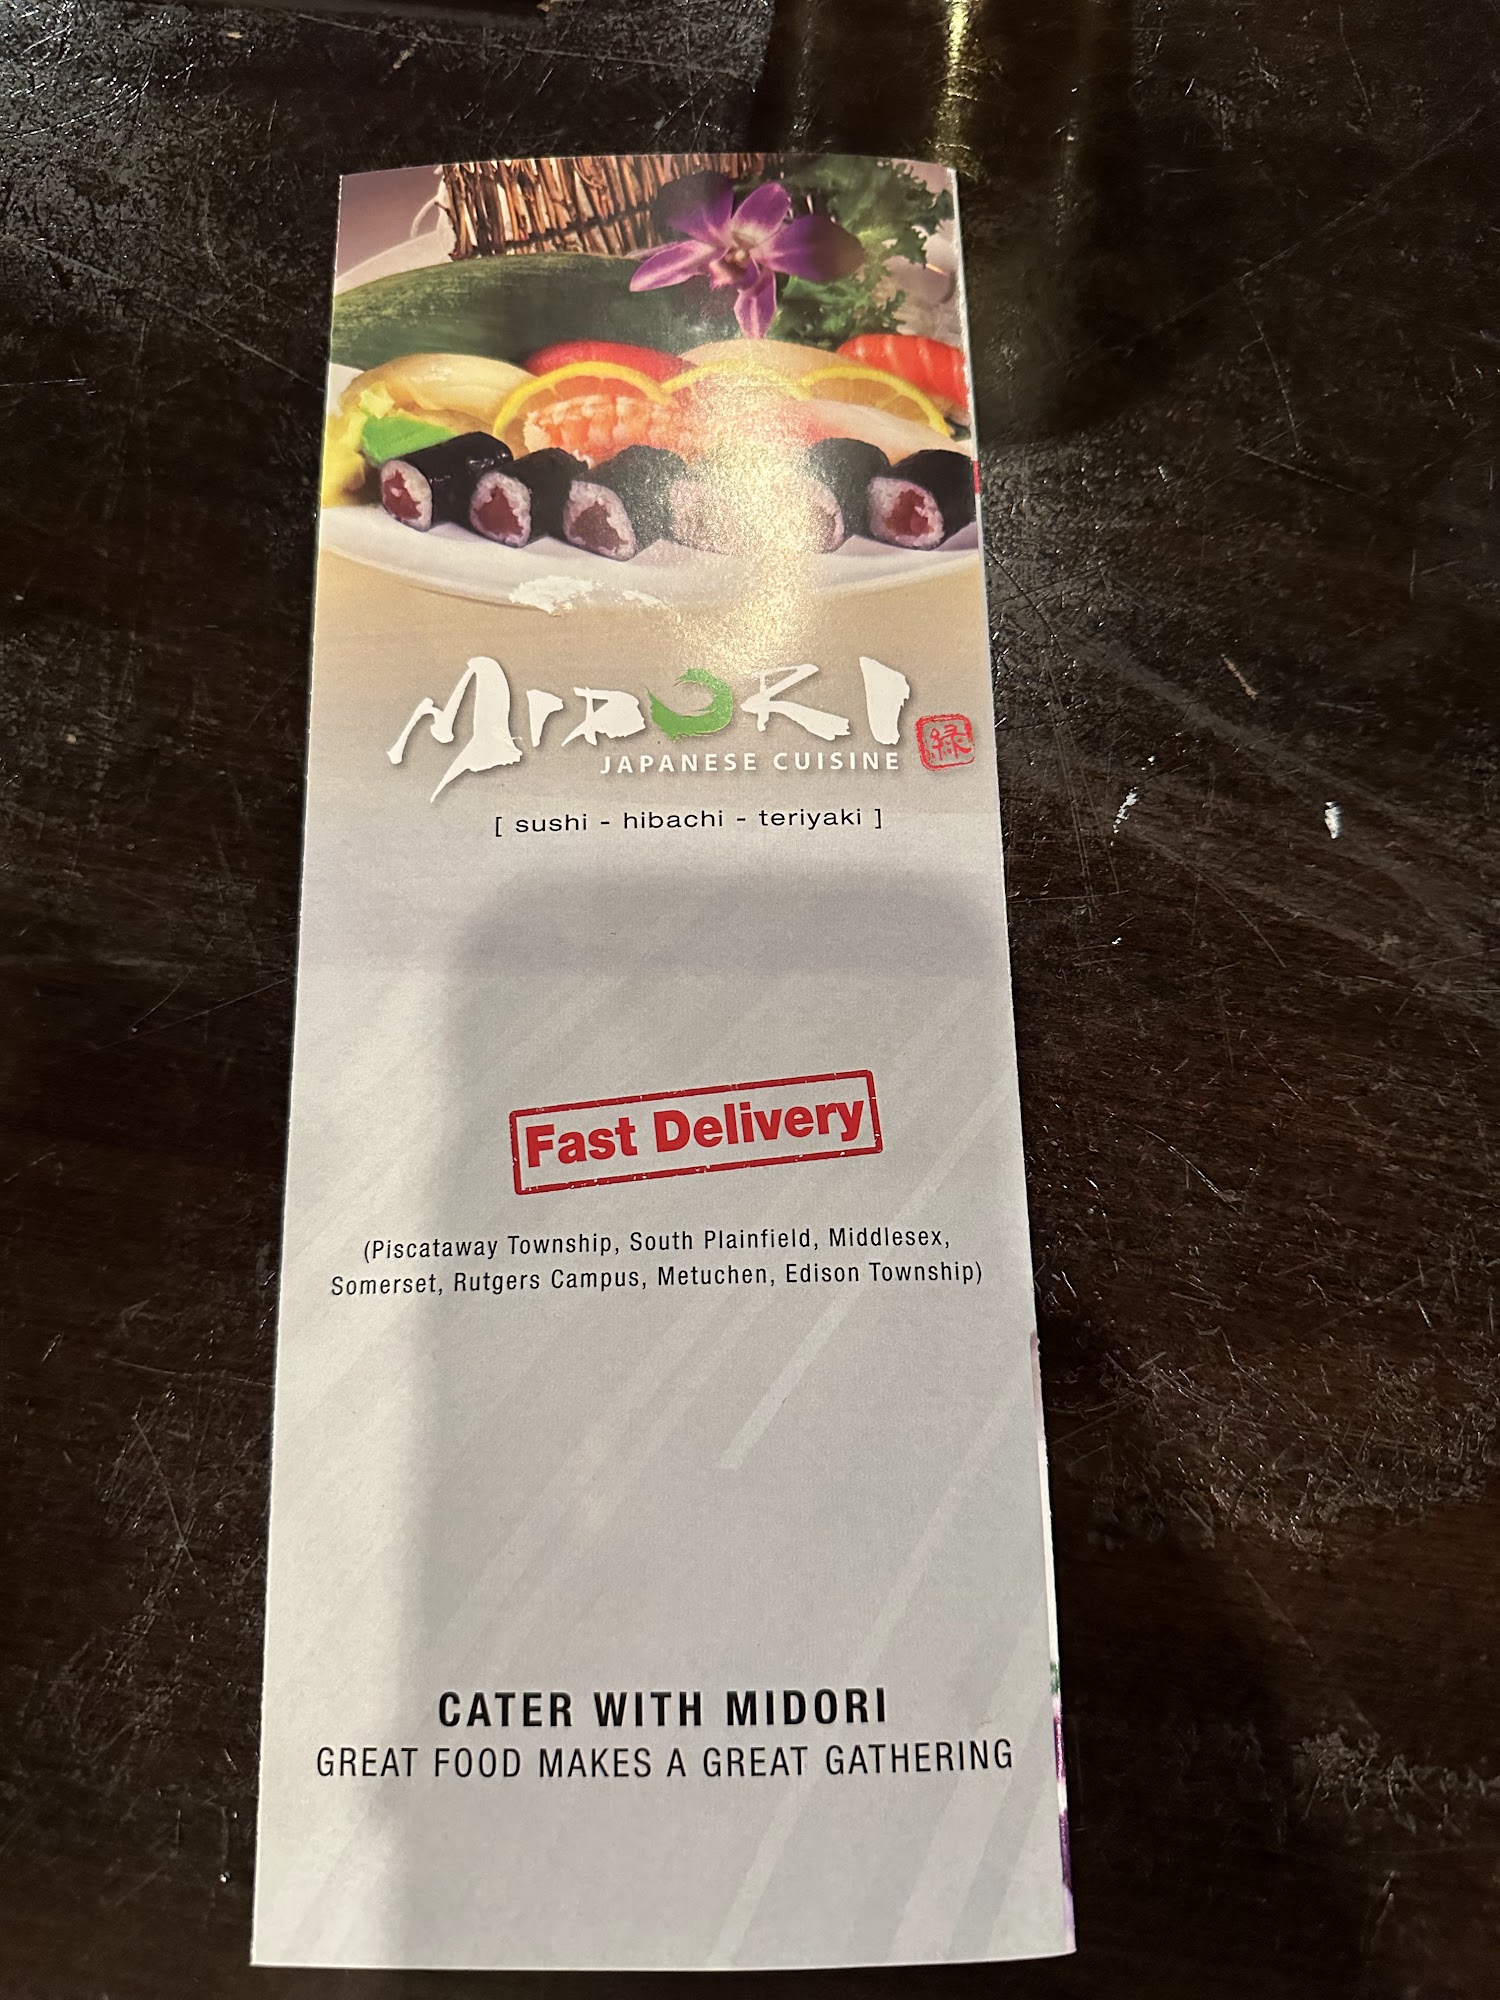 MIDORI
JAPANESE CUISINE
緑
[ sushi - hibachi - teriyaki ]
Fast Delivery
(Piscataway Township, South Plainfield, Middlesex,
Somerset, Rutgers Campus, Metuchen, Edison Township)
CATER WITH MIDORI
GREAT FOOD MAKES A GREAT GATHERING